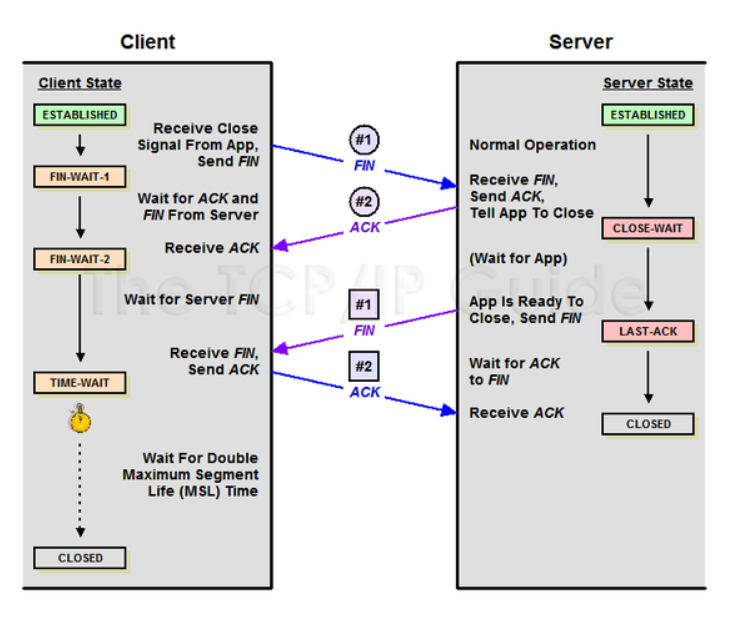 Client
Server
Client State
Server State
ESTABLISHED
ESTABLISHED
Receive Close
Signal From App,
Send FIN
#1
FIN
Normal Operation
FIN-WAIT-1
Receive FIN,
Send ACK,
Tell App To Close
Wait for ACK and
FIN From Server
#2
ACK
CLOSE-WAIT
Receive ACK
FIN-WAIT-2
(Wait for App)
The TCP/IP Guide
Wait for Server FIN
#1
FIN
App Is Ready To
Close, Send FIN
LAST-ACK
Receive FIN,
Send ACK
#2
ACK
Wait for ACK
to FIN
TIME-WAIT
Receive ACK
CLOSED
Wait For Double
Maximum Segment
Life (MSL) Time
CLOSED